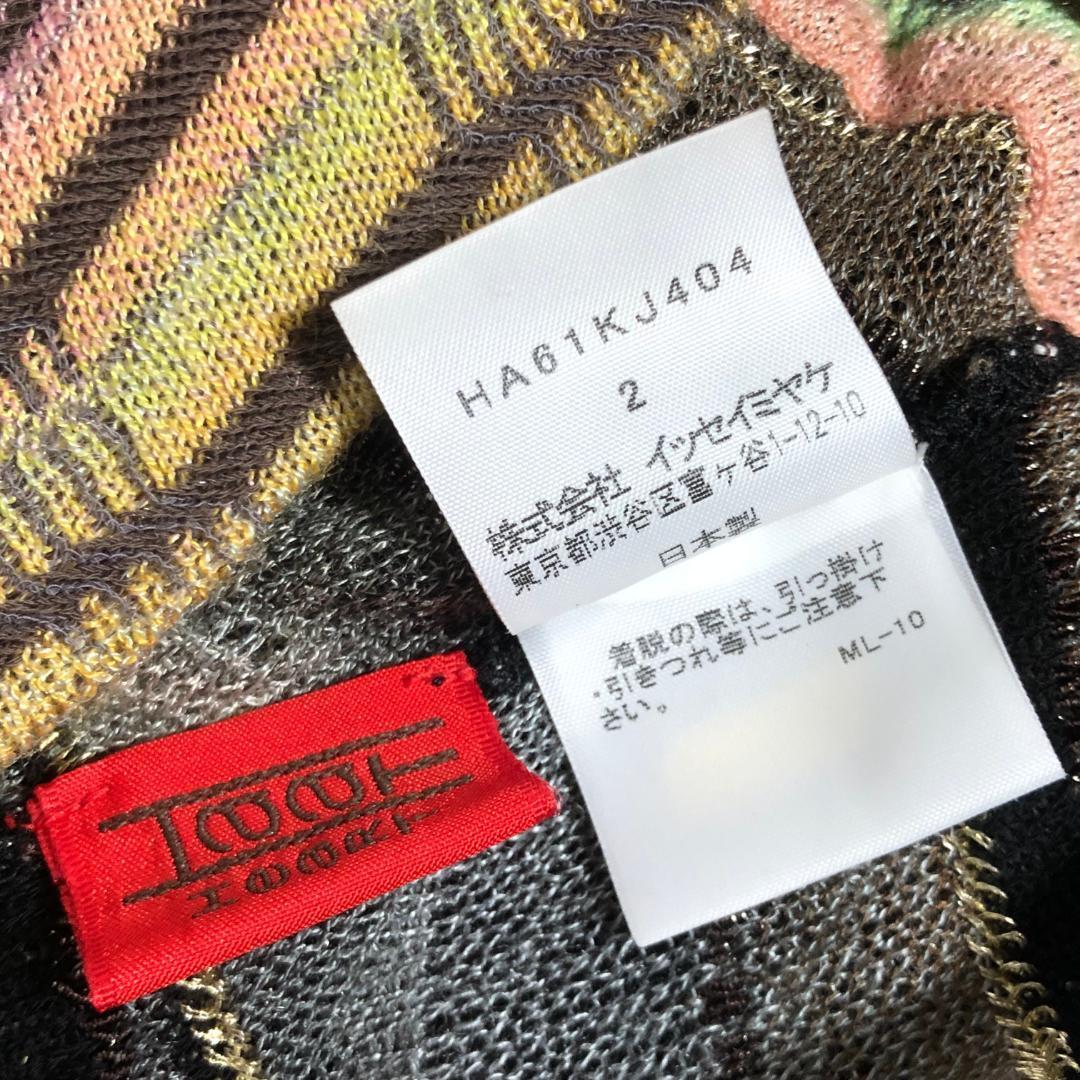 HA61KJ404
2
株式会社 イッセイミヤケ
東京都渋谷区富ヶ谷1-12-10
日本製
着脱の際は、引っ掛け
・引きつれ等にご注意下
さい。
ML-10
HaaT
HeaRT